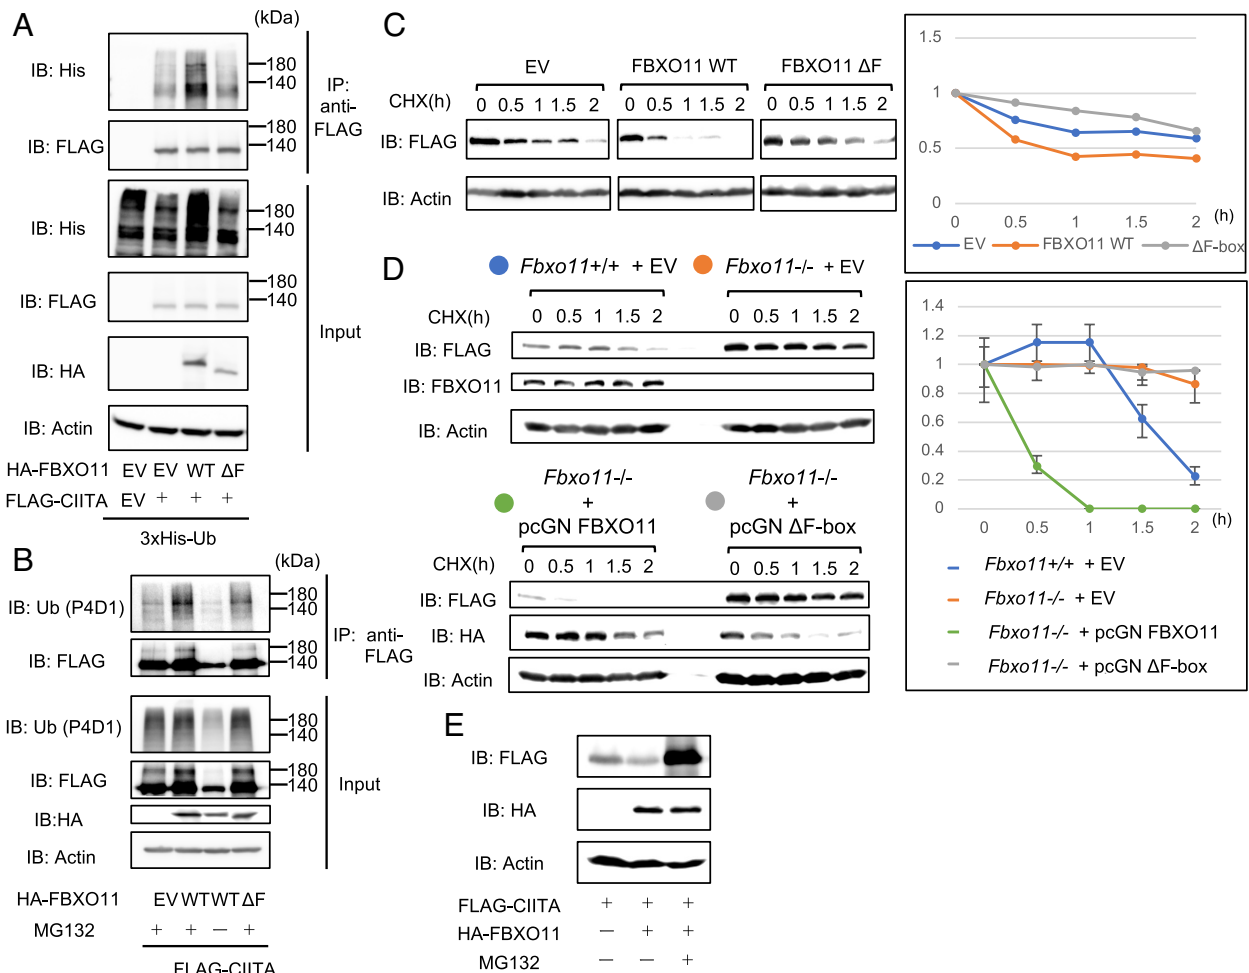 A
(kDa)
IB: His
180
140
IP:
anti-
FLAG
IB: FLAG
180
140
IB: His
180
140
IB: FLAG
180
140
Input
IB: HA
IB: Actin
HA-FBXO11 EV EV WT ΔF
FLAG-CIITA EV + + +
3xHis-Ub
B
(kDa)
IB: Ub (P4D1)
180
140
IP: anti-
FLAG
IB: FLAG
180
140
IB: Ub (P4D1)
180
140
IB: FLAG
180
140
Input
IB:HA
IB: Actin
HA-FBXO11 EV WT WT ΔF
MG132 + + − +
FLAG-CIITA
C
EV FBXO11 WT FBXO11 ΔF
CHX(h) 0 0.5 1 1.5 2 0 0.5 1 1.5 2 0 0.5 1 1.5 2
IB: FLAG
IB: Actin
1.5
1
0.5
0
0 0.5 1 1.5 2 (h)
EV FBXO11 WT ΔF-box
D
Fbxo11+/+ + EV Fbxo11-/- + EV
CHX(h) 0 0.5 1 1.5 2 0 0.5 1 1.5 2
IB: FLAG
IB: FBXO11
IB: Actin
Fbxo11-/- Fbxo11-/-
+ +
pcGN FBXO11 pcGN ΔF-box
CHX(h) 0 0.5 1 1.5 2 0 0.5 1 1.5 2
IB: FLAG
IB: HA
IB: Actin
1.4
1.2
1
0.8
0.6
0.4
0.2
0
0 0.5 1 1.5 2 (h)
Fbxo11+/+ + EV
Fbxo11-/- + EV
Fbxo11-/- + pcGN FBXO11
Fbxo11-/- + pcGN ΔF-box
E
IB: FLAG
IB: HA
IB: Actin
FLAG-CIITA + + +
HA-FBXO11 − + +
MG132 − − +